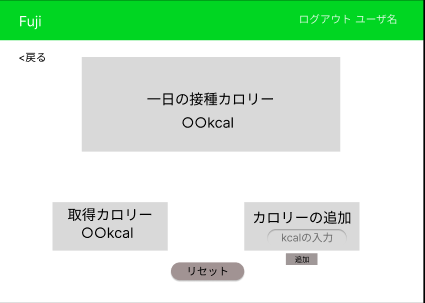 Fuji
ログアウト ユーザ名
<戻る
一日の接種カロリー
〇〇kcal
取得カロリー
〇〇kcal
カロリーの追加
kcalの入力
追加
リセット